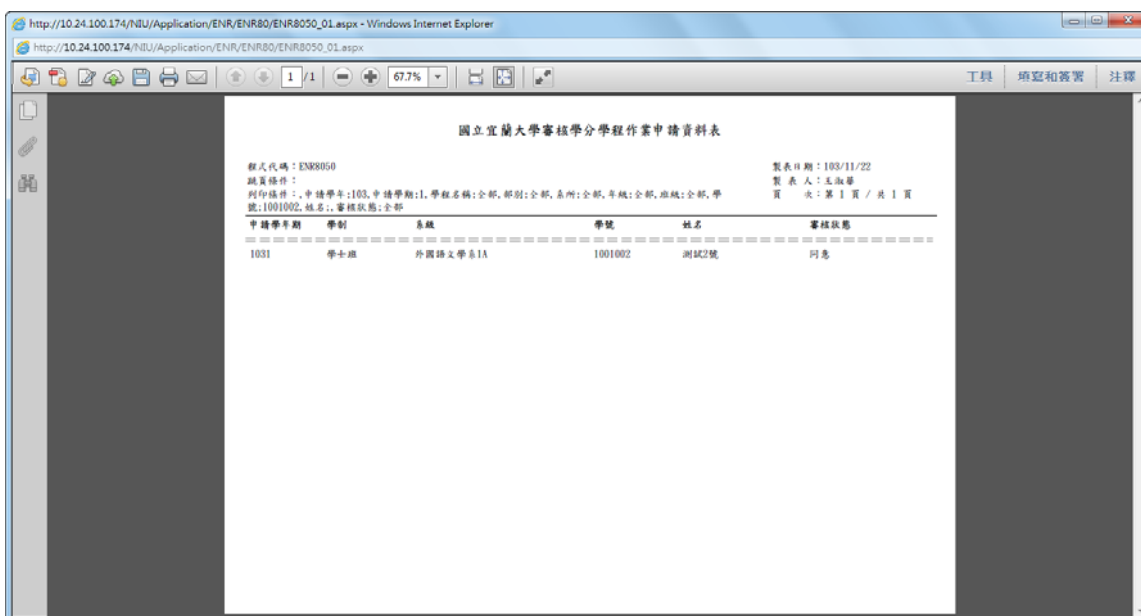 http://10.24.100.174/NIU/Application/ENR/ENR80/ENR8050_01.aspx - Windows Internet Explorer
http://10.24.100.174/NIU/Application/ENR/ENR80/ENR8050_01.aspx
1 /1 67.7% 工具 填寫和簽署 注釋
國立宜蘭大學審核學分學程作業申請資料表
程式代碼：ENR8050 製表日期：103/11/22
跳頁條件： 製 表 人：王淑華
列印條件：,申請學年:103,申請學期:1,學程名稱:全部,部別:全部,系所:全部,年級:全部,班級:全部,學 頁 次：第 1 頁 / 共 1 頁
號:1001002,姓名:,審核狀態:全部
申請學年期 學制 系級 學號 姓名 審核狀態
1031 學士班 外國語文學系1A 1001002 測試2號 同意